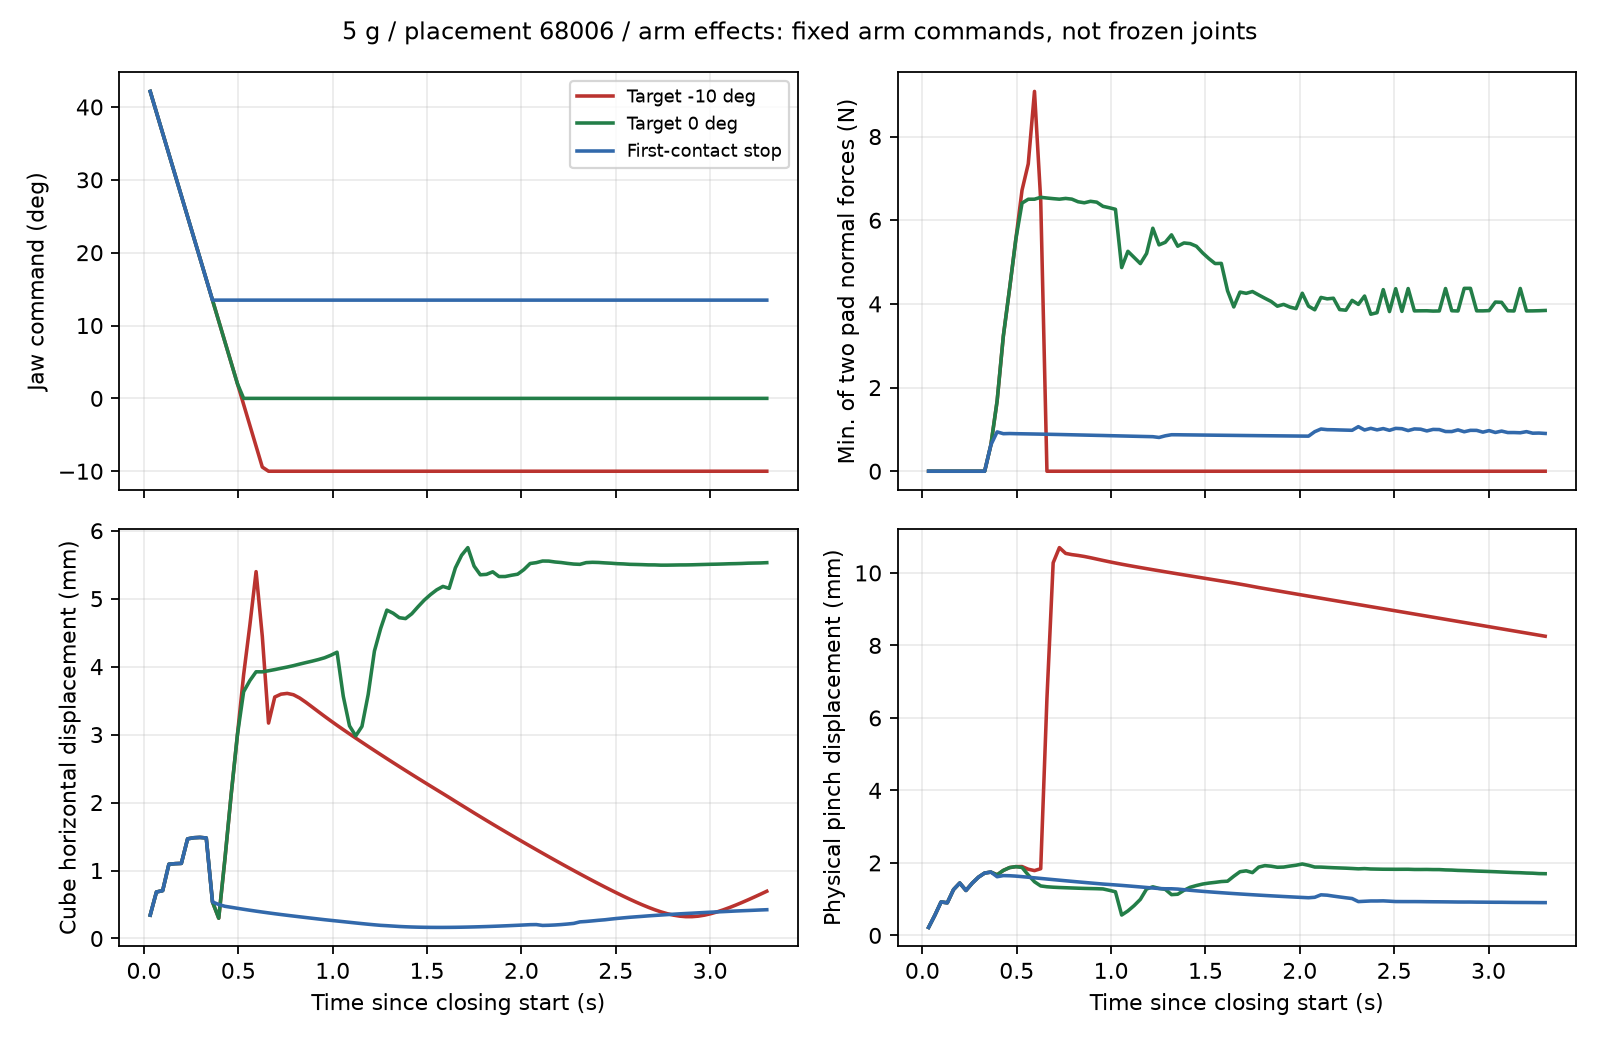 5 g / placement 68006 / arm effects: fixed arm commands, not frozen joints
Jaw command (deg)
40
30
20
10
0
−10
Target -10 deg
Target 0 deg
First-contact stop
Min. of two pad normal forces (N)
8
6
4
2
0
Cube horizontal displacement (mm)
6
5
4
3
2
1
0
0.0 0.5 1.0 1.5 2.0 2.5 3.0
Time since closing start (s)
Physical pinch displacement (mm)
10
8
6
4
2
0
0.0 0.5 1.0 1.5 2.0 2.5 3.0
Time since closing start (s)